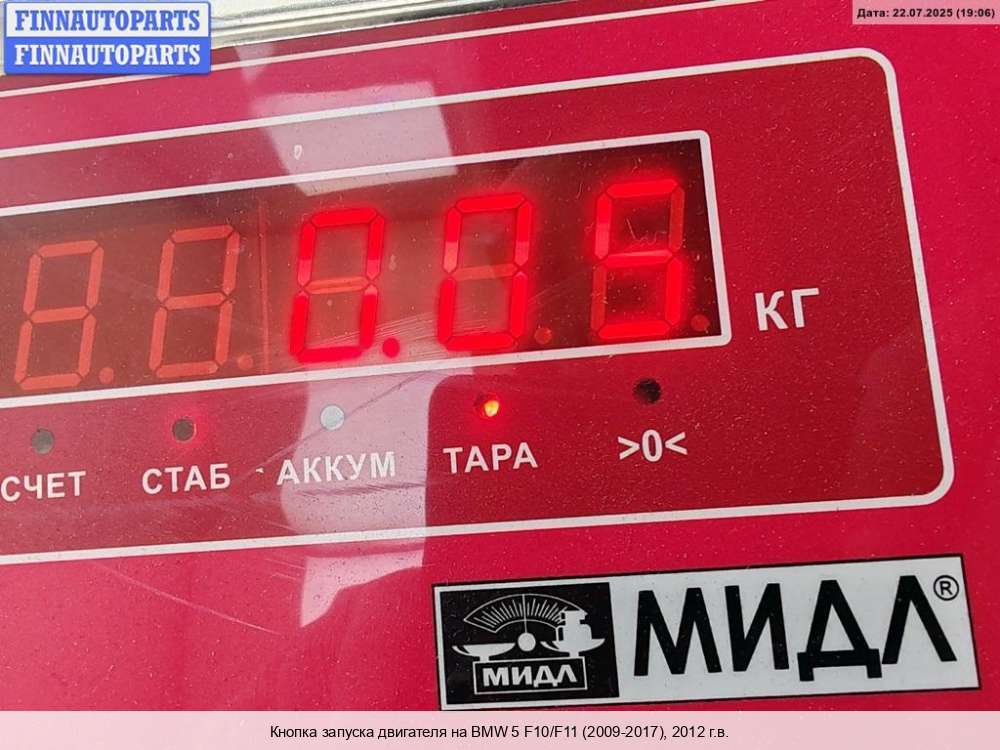 FINNAUTOPARTS
FINNAUTOPARTS
Дата: 22.07.2025 (19:06)
0.05
КГ
СЧЕТ СТАБ АККУМ ТАРА >0<
МИДЛ
МИДЛ®
Кнопка запуска двигателя на BMW 5 F10/F11 (2009-2017), 2012 г.в.